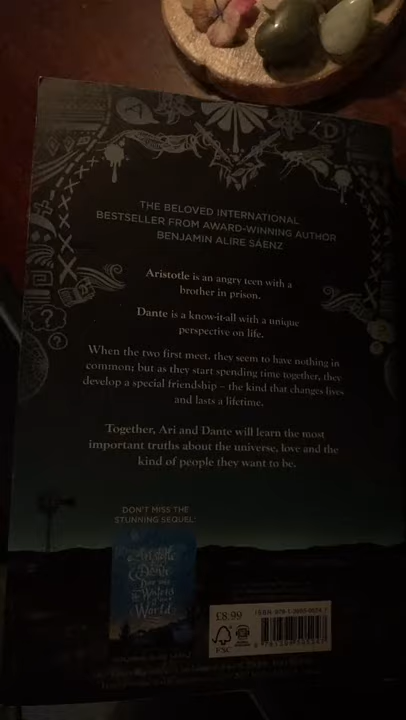 A
D
THE BELOVED INTERNATIONAL
BESTSELLER FROM AWARD-WINNING AUTHOR
BENJAMIN ALIRE SÁENZ
Aristotle is an angry teen with a
brother in prison.
Dante is a know-it-all with a unique
perspective on life.
When the two first meet, they seem to have nothing in
common; but as they start spending time together, they
develop a special friendship – the kind that changes lives
and lasts a lifetime.
Together, Ari and Dante will learn the most
important truths about the universe, love and the
kind of people they want to be.
DON'T MISS THE
STUNNING SEQUEL:
Aristotle
Dante
Dive into
the Waters
of the
World
£8.99
FSC